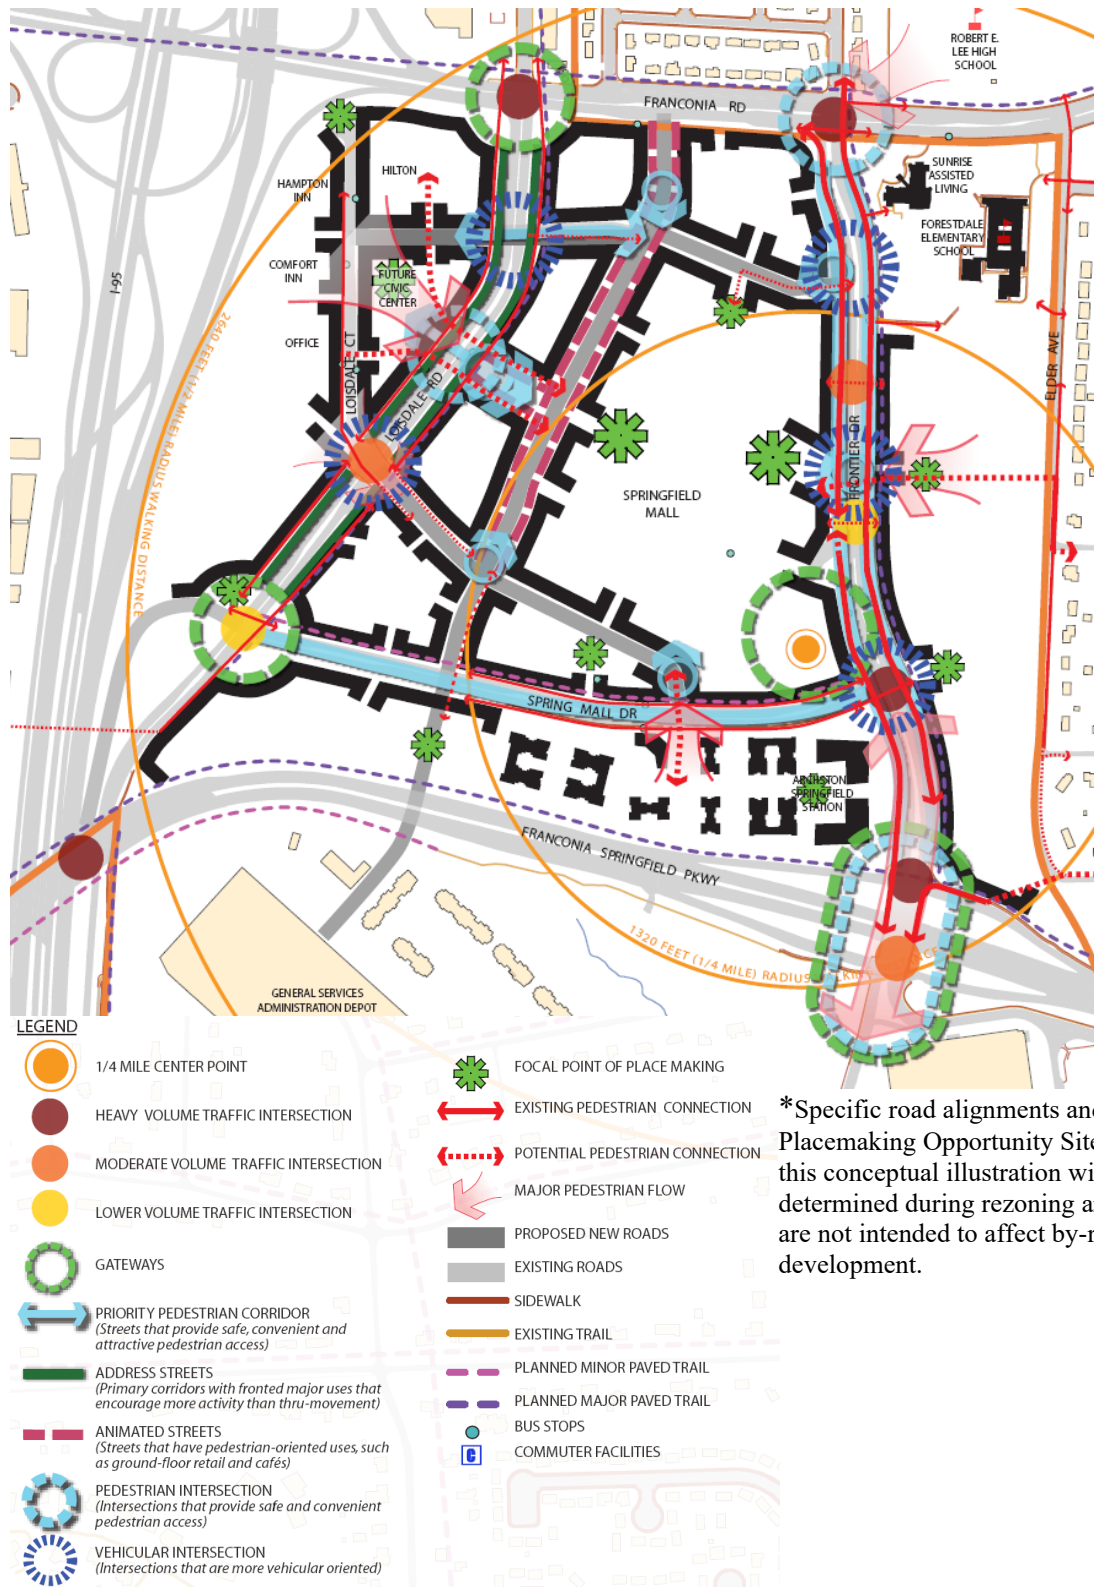 ROBERT E.
LEE HIGH
SCHOOL
FRANCONIA RD
HILTON
HAMPTON
INN
SUNRISE
ASSISTED
LIVING
FORESTDALE
ELEMENTARY
SCHOOL
COMFORT
INN
FUTURE
CIVIC
CENTER
I-95
OFFICE
LOISDALE CT
LOISDALE RD
ELDER AVE
2640 FEET (1/2 MILE) RADIUS WALKING DISTANCE
FRONTIER DR
SPRINGFIELD
MALL
SPRING MALL DR
ARCHSTONE
SPRINGFIELD
STATION
FRANCONIA SPRINGFIELD PKWY
1320 FEET (1/4 MILE) RADIUS
GENERAL SERVICES
ADMINISTRATION DEPOT
LEGEND
1/4 MILE CENTER POINT
HEAVY VOLUME TRAFFIC INTERSECTION
MODERATE VOLUME TRAFFIC INTERSECTION
LOWER VOLUME TRAFFIC INTERSECTION
GATEWAYS
PRIORITY PEDESTRIAN CORRIDOR
(Streets that provide safe, convenient and
attractive pedestrian access)
ADDRESS STREETS
(Primary corridors with fronted major uses that
encourage more activity than thru-movement)
ANIMATED STREETS
(Streets that have pedestrian-oriented uses, such
as ground-floor retail and cafés)
PEDESTRIAN INTERSECTION
(Intersections that provide safe and convenient
pedestrian access)
VEHICULAR INTERSECTION
(Intersections that are more vehicular oriented)
FOCAL POINT OF PLACE MAKING
EXISTING PEDESTRIAN CONNECTION
POTENTIAL PEDESTRIAN CONNECTION
MAJOR PEDESTRIAN FLOW
PROPOSED NEW ROADS
EXISTING ROADS
SIDEWALK
EXISTING TRAIL
PLANNED MINOR PAVED TRAIL
PLANNED MAJOR PAVED TRAIL
BUS STOPS
C COMMUTER FACILITIES
*Specific road alignments and
Placemaking Opportunity Site
this conceptual illustration wi
determined during rezoning a
are not intended to affect by-r
development.